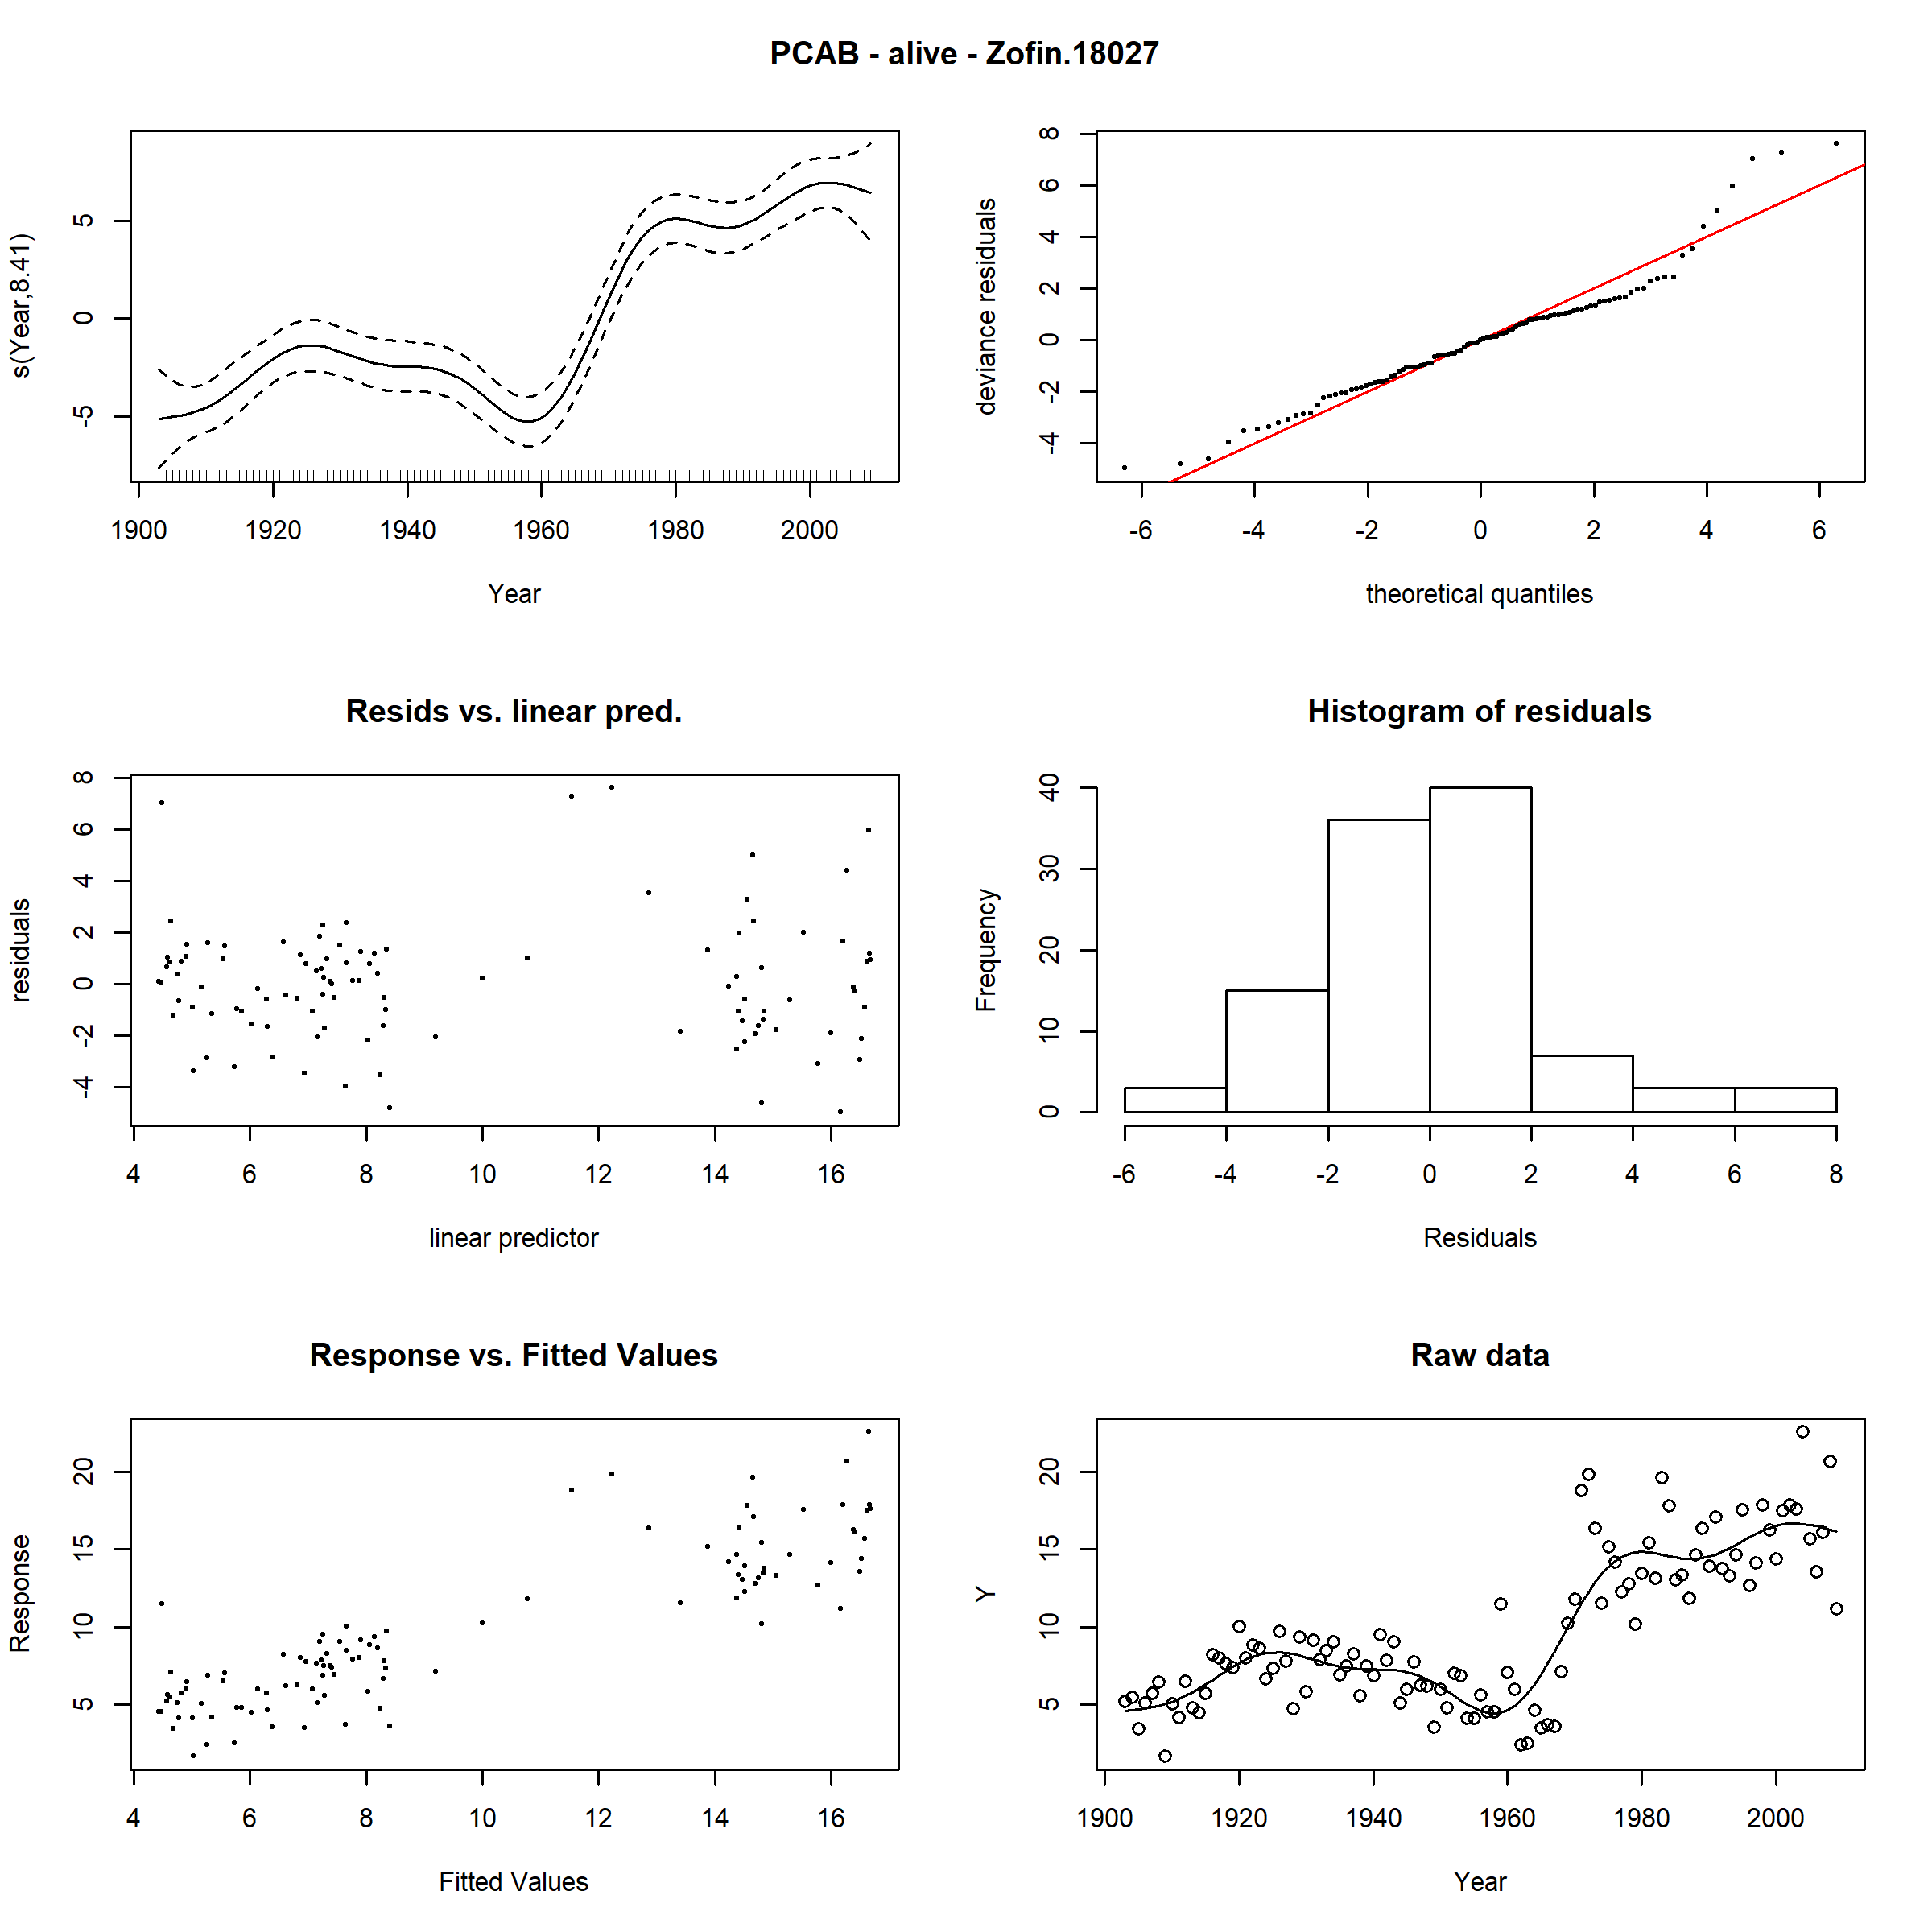 PCAB - alive - Zofin.18027
s(Year,8.41)
5
0
-5
1900 1920 1940 1960 1980 2000
Year
deviance residuals
8
6
4
2
0
-2
-4
-6 -4 -2 0 2 4 6
theoretical quantiles
Resids vs. linear pred.
residuals
8
6
4
2
0
-2
-4
4 6 8 10 12 14 16
linear predictor
Histogram of residuals
Frequency
40
30
20
10
0
-6 -4 -2 0 2 4 6 8
Residuals
Response vs. Fitted Values
Response
20
15
10
5
4 6 8 10 12 14 16
Fitted Values
Raw data
Y
20
15
10
5
1900 1920 1940 1960 1980 2000
Year